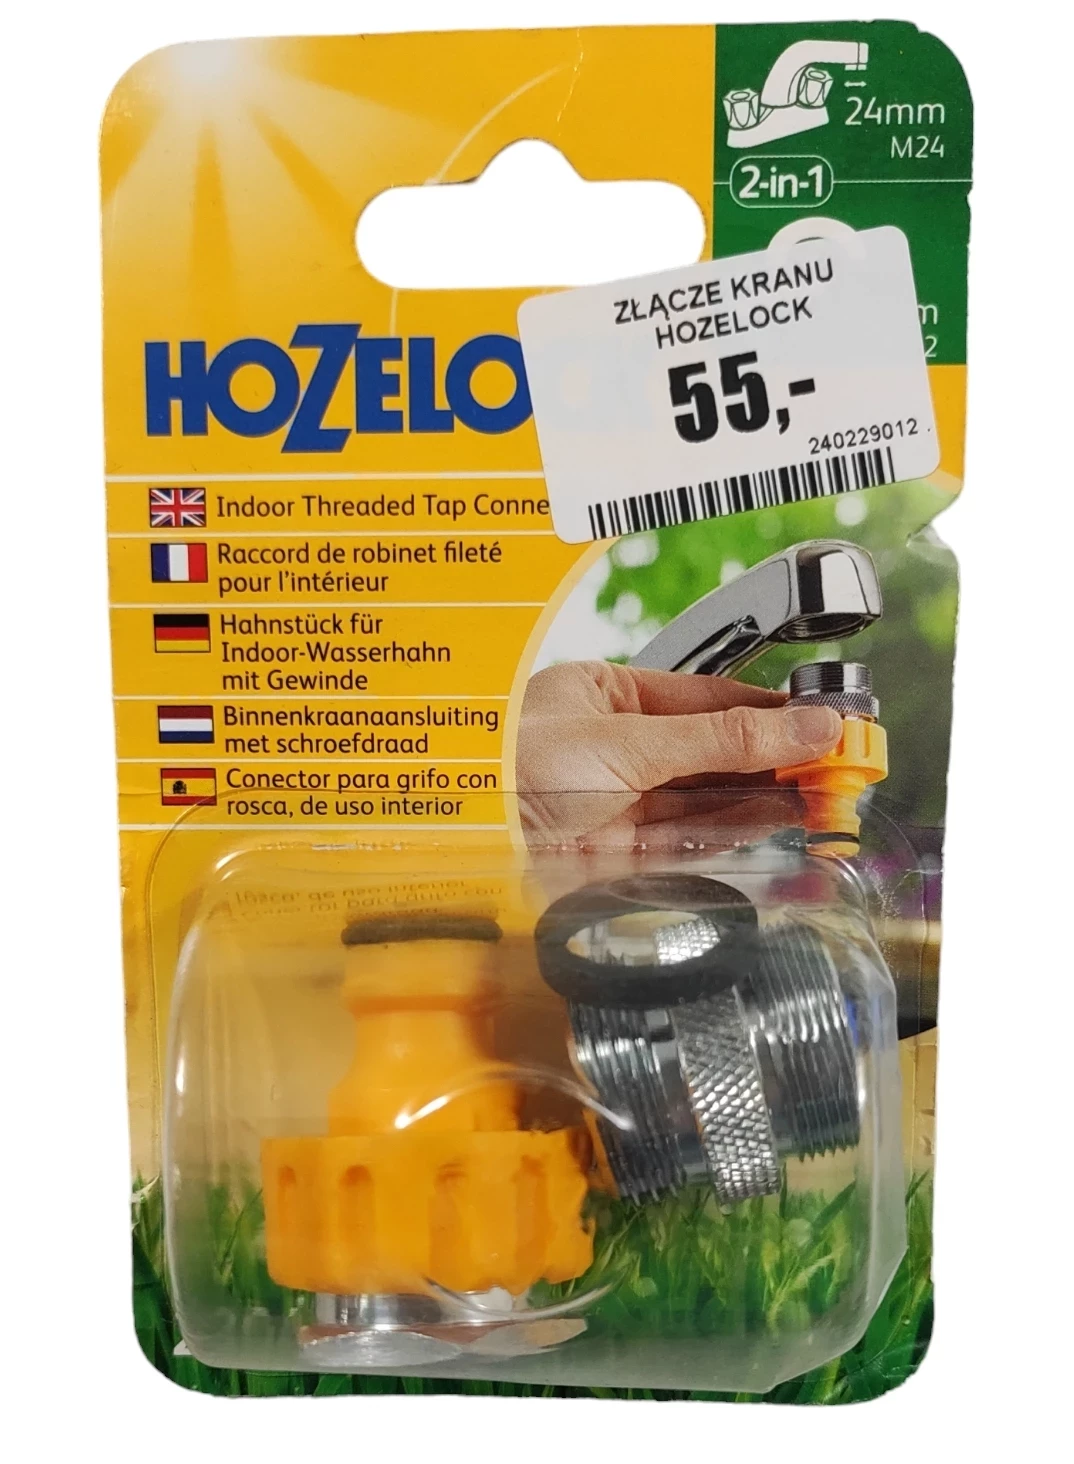 24mm
M24
2-in-1
ZŁĄCZE KRANU
HOZELOCK
55,-
240229012
m
2
HOZELO
Indoor Threaded Tap Conne
Raccord de robinet fileté
pour l'intérieur
Hahnstück für
Indoor-Wasserhahn
mit Gewinde
Binnenkraanaansluiting
met schroefdraad
Conector para grifo con
rosca, de uso interior